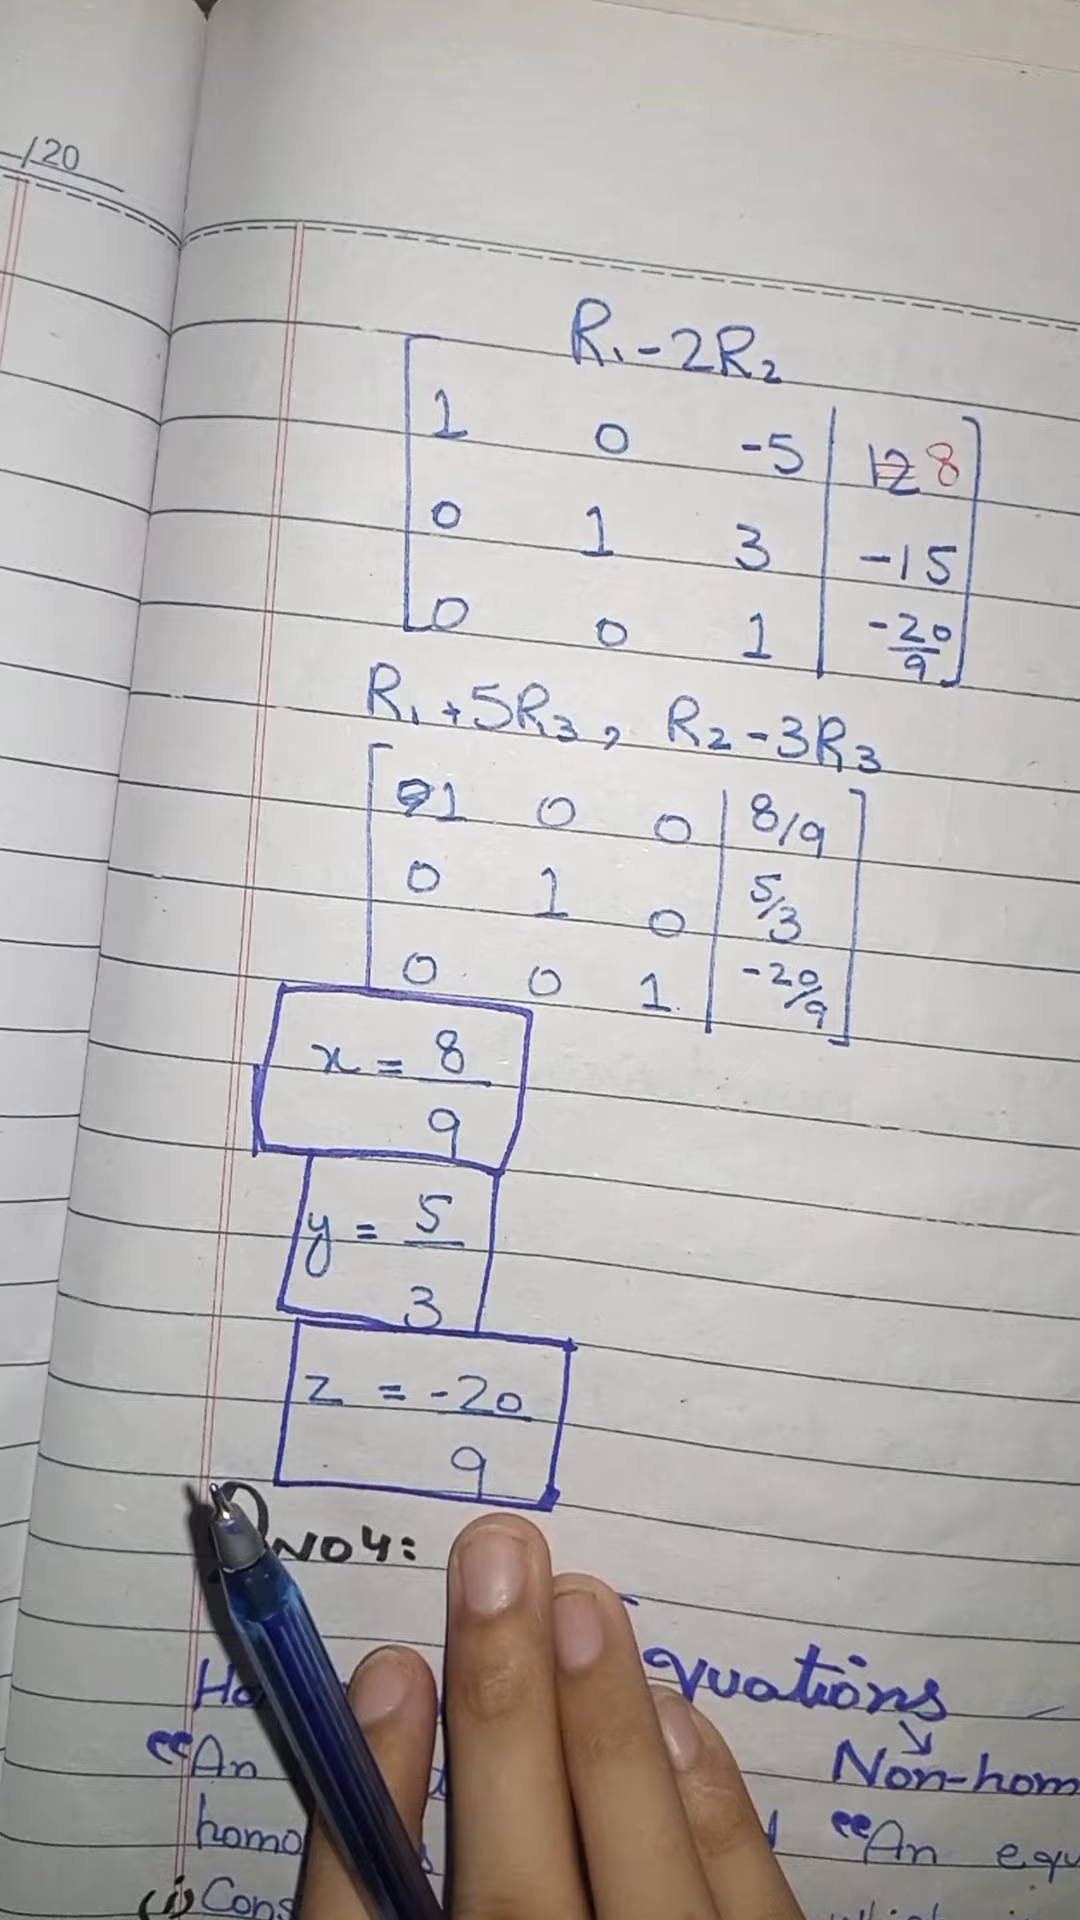 /20
R₁-2R₂
1 0 -5 | 12 8
0 1 3 | -15
0 0 1 | -20/9
R₁+5R₃, R₂-3R₃
1 0 0 | 8/9
0 1 0 | 5/3
0 0 1 | -20/9
x = 8/9
y = 5/3
z = -20/9
NO4:
Non-hom
"An "An equ
homo
(i) Cons